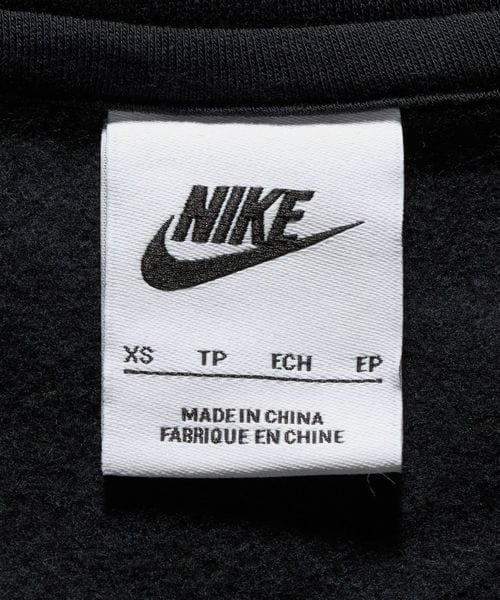 NIKE
XS TP ECH EP
MADE IN CHINA
FABRIQUE EN CHINE